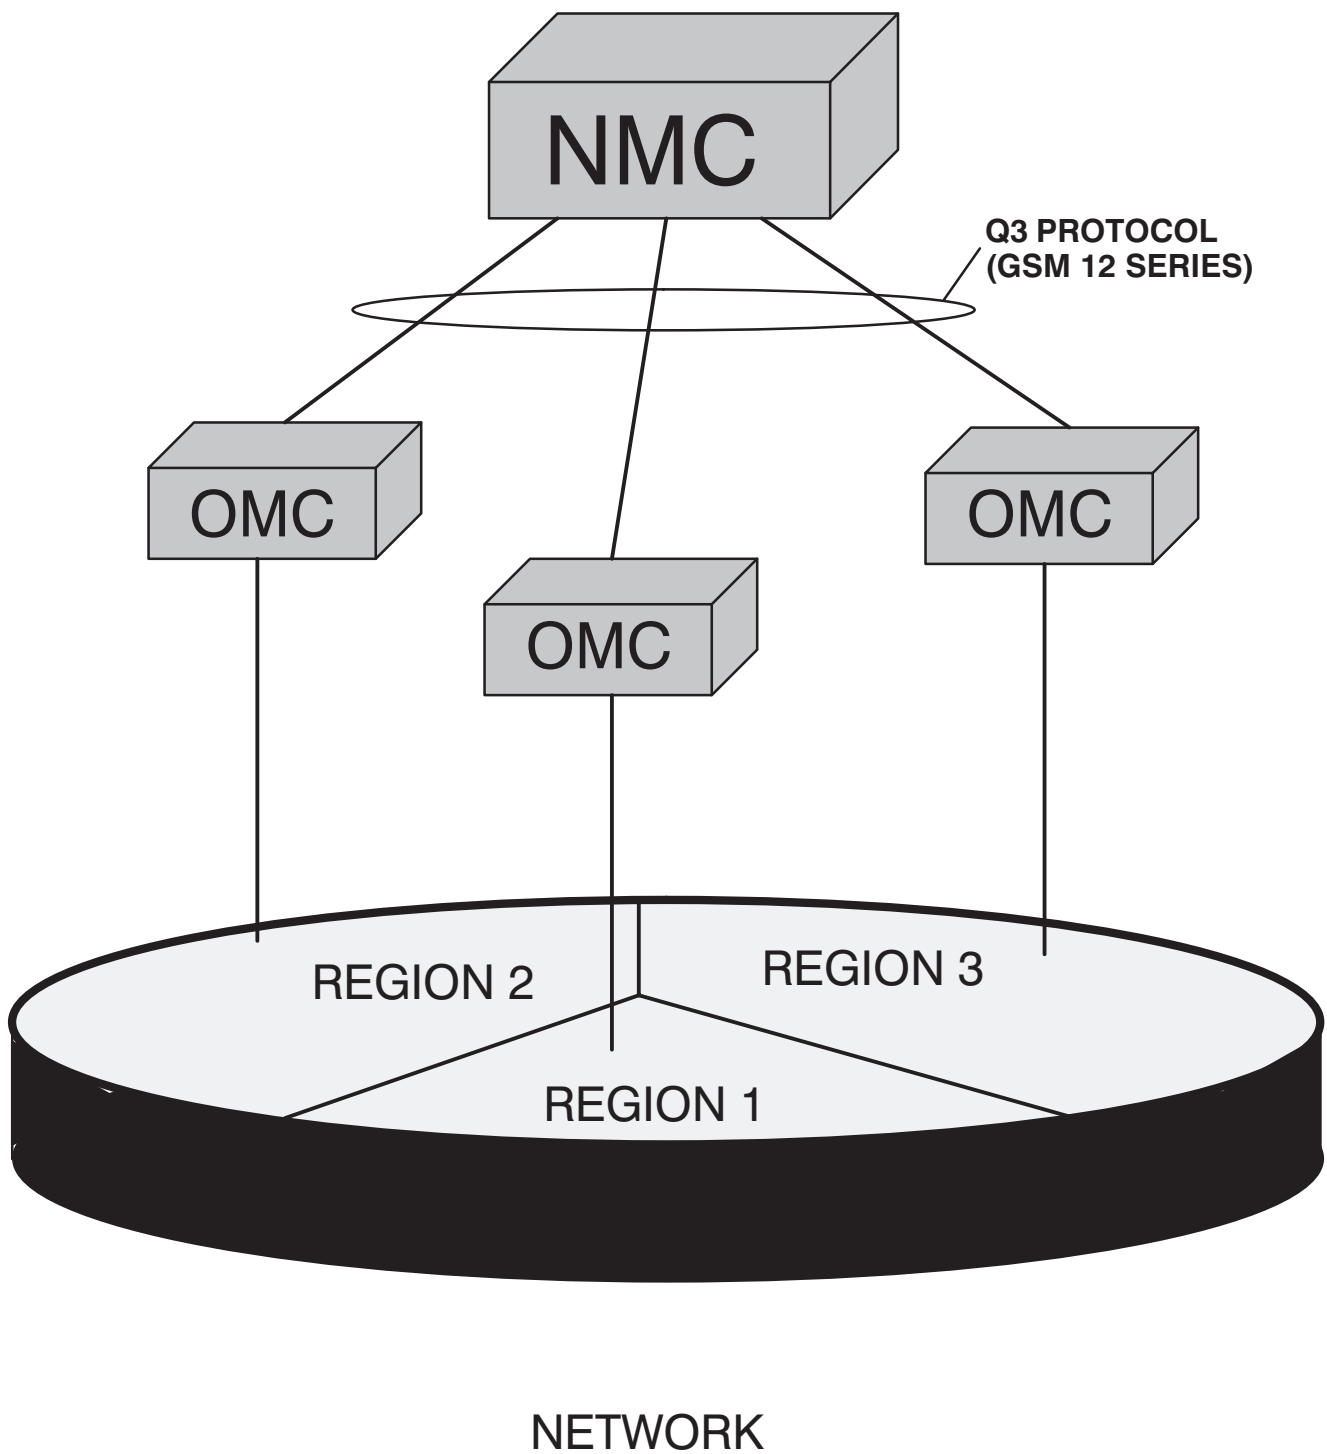 NMC
Q3 PROTOCOL
(GSM 12 SERIES)
OMC
OMC
OMC
REGION 2
REGION 3
REGION 1
NETWORK